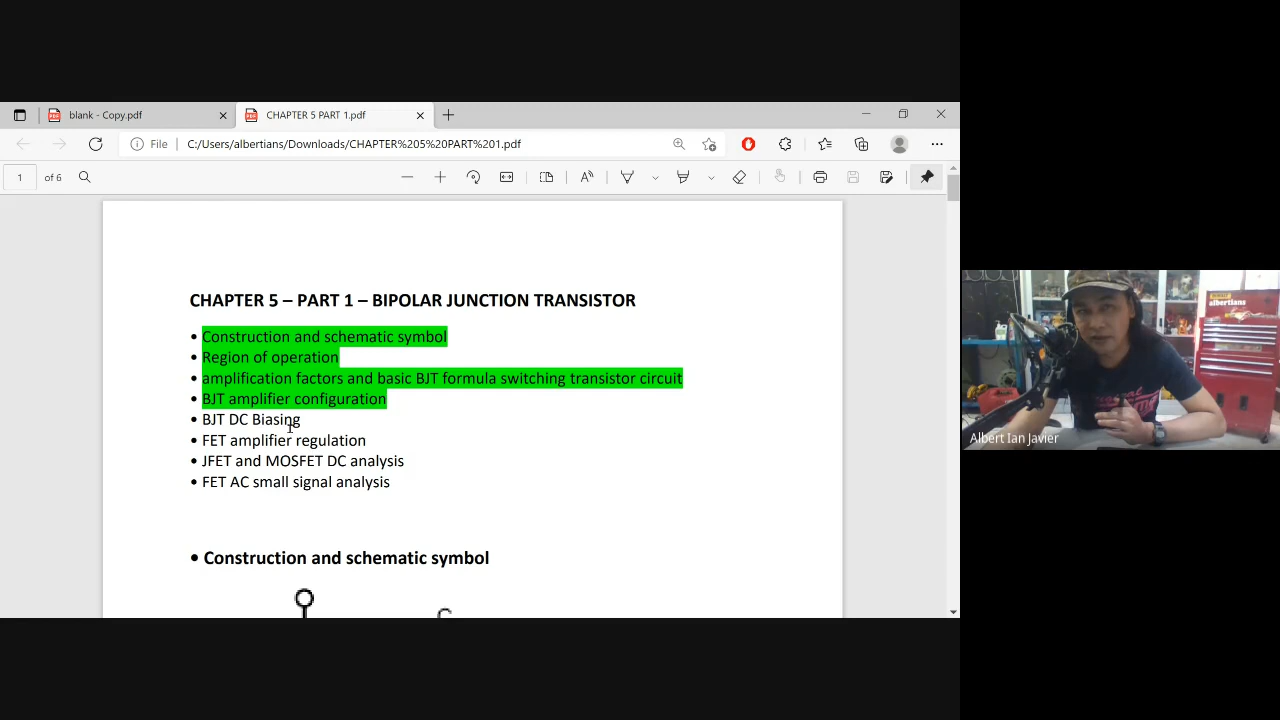 blank - Copy.pdf
CHAPTER 5 PART 1.pdf
File
C:/Users/albertians/Downloads/CHAPTER%205%20PART%201.pdf
1
of 6
CHAPTER 5 – PART 1 – BIPOLAR JUNCTION TRANSISTOR
• Construction and schematic symbol
• Region of operation
• amplification factors and basic BJT formula switching transistor circuit
• BJT amplifier configuration
• BJT DC Biasing
• FET amplifier regulation
• JFET and MOSFET DC analysis
• FET AC small signal analysis
• Construction and schematic symbol
albertians
Albert Ian Javier